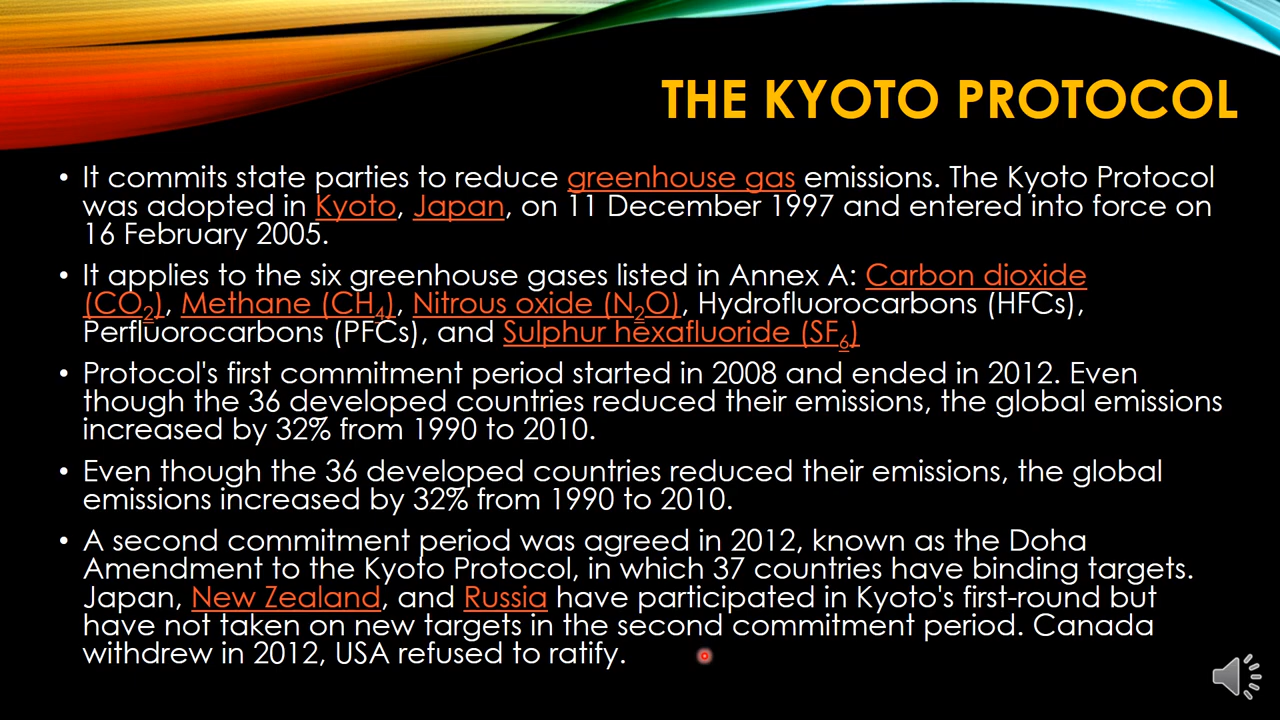 THE KYOTO PROTOCOL
• It commits state parties to reduce greenhouse gas emissions. The Kyoto Protocol
was adopted in Kyoto, Japan, on 11 December 1997 and entered into force on
16 February 2005.
• It applies to the six greenhouse gases listed in Annex A: Carbon dioxide
(CO₂), Methane (CH₄), Nitrous oxide (N₂O), Hydrofluorocarbons (HFCs),
Perfluorocarbons (PFCs), and Sulphur hexafluoride (SF₆)
• Protocol's first commitment period started in 2008 and ended in 2012. Even
though the 36 developed countries reduced their emissions, the global emissions
increased by 32% from 1990 to 2010.
• Even though the 36 developed countries reduced their emissions, the global
emissions increased by 32% from 1990 to 2010.
• A second commitment period was agreed in 2012, known as the Doha
Amendment to the Kyoto Protocol, in which 37 countries have binding targets.
Japan, New Zealand, and Russia have participated in Kyoto's first-round but
have not taken on new targets in the second commitment period. Canada
withdrew in 2012, USA refused to ratify.